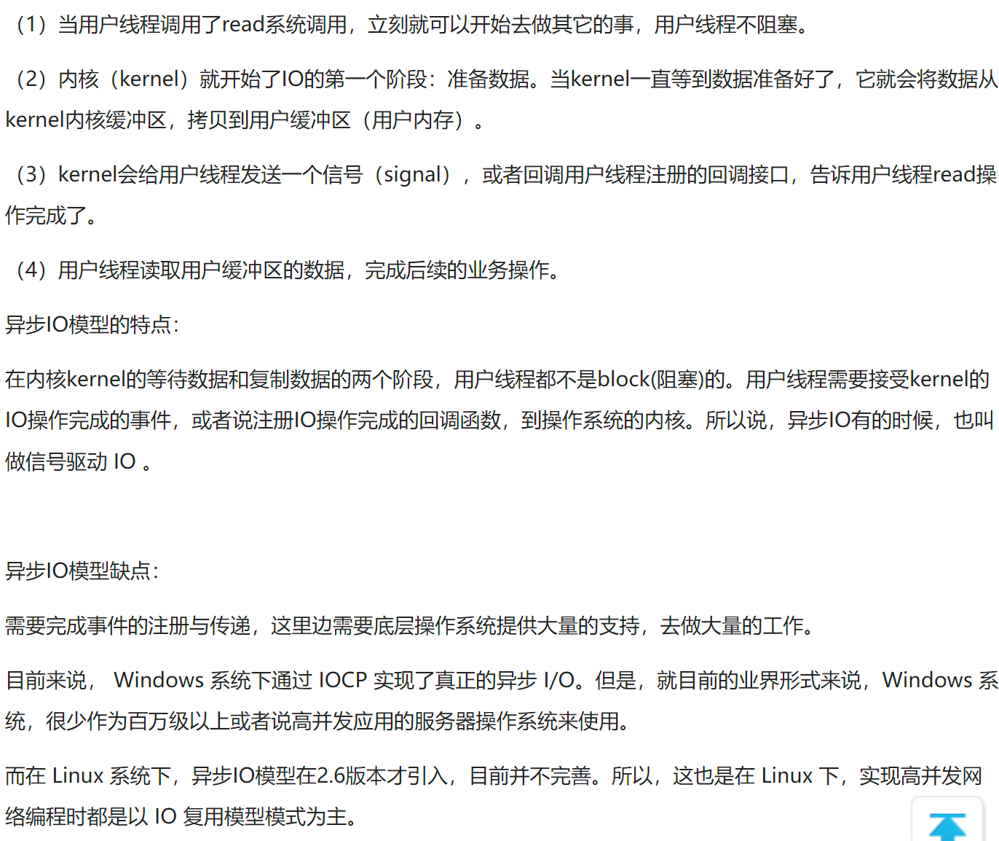 （1）当用户线程调用了read系统调用，立刻就可以开始去做其它的事，用户线程不阻塞。
（2）内核（kernel）就开始了IO的第一个阶段：准备数据。当kernel一直等到数据准备好了，它就会将数据从
kernel内核缓冲区，拷贝到用户缓冲区（用户内存）。
（3）kernel会给用户线程发送一个信号（signal），或者回调用户线程注册的回调接口，告诉用户线程read操
作完成了。
（4）用户线程读取用户缓冲区的数据，完成后续的业务操作。
异步IO模型的特点：
在内核kernel的等待数据和复制数据的两个阶段，用户线程都不是block(阻塞)的。用户线程需要接受kernel的
IO操作完成的事件，或者说注册IO操作完成的回调函数，到操作系统的内核。所以说，异步IO有的时候，也叫
做信号驱动 IO 。
异步IO模型缺点：
需要完成事件的注册与传递，这里边需要底层操作系统提供大量的支持，去做大量的工作。
目前来说， Windows 系统下通过 IOCP 实现了真正的异步 I/O。但是，就目前的业界形式来说，Windows 系
统，很少作为百万级以上或者说高并发应用的服务器操作系统来使用。
而在 Linux 系统下，异步IO模型在2.6版本才引入，目前并不完善。所以，这也是在 Linux 下，实现高并发网
络编程时都是以 IO 复用模型模式为主。